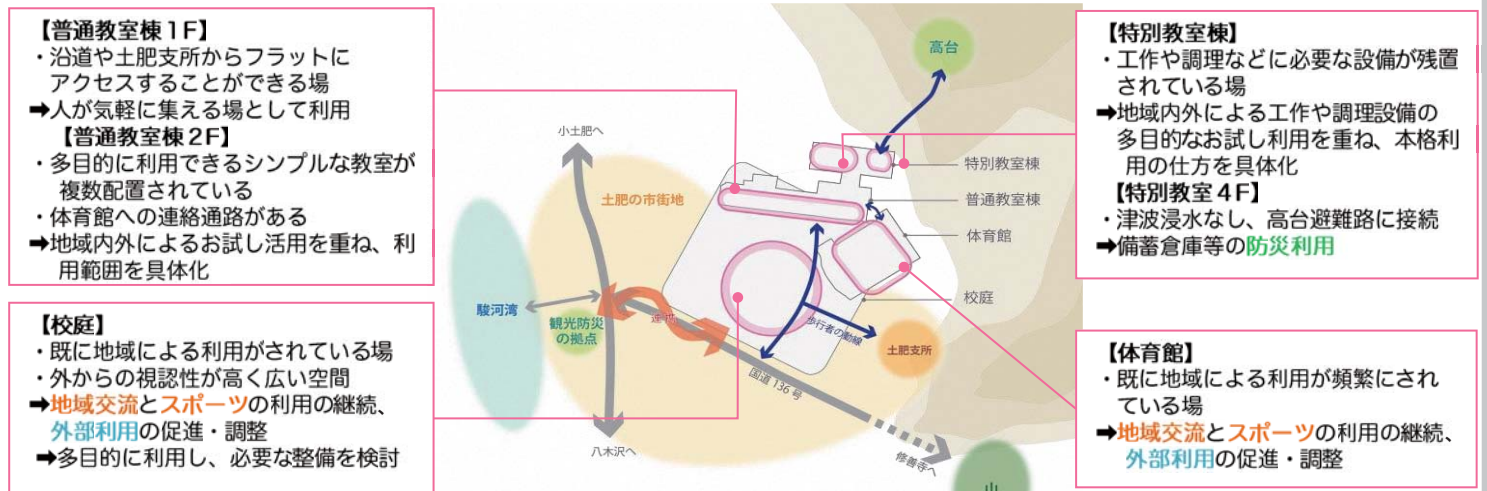 【普通教室棟1F】
・沿道や土肥支所からフラットに
アクセスすることができる場
➡人が気軽に集える場として利用
【普通教室棟2F】
・多目的に利用できるシンプルな教室が
複数配置されている
・体育館への連絡通路がある
➡地域内外によるお試し活用を重ね、利
用範囲を具体化
【校庭】
・既に地域による利用がされている場
・外からの視認性が高く広い空間
➡地域交流とスポーツの利用の継続、
外部利用の促進・調整
➡多目的に利用し、必要な整備を検討
高台
小土肥へ
土肥の市街地
特別教室棟
普通教室棟
体育館
校庭
駿河湾
観光防災
の拠点
連携
歩行者の動線
土肥支所
国道136号
八木沢へ
修善寺へ
山
【特別教室棟】
・工作や調理などに必要な設備が残置
されている場
➡地域内外による工作や調理設備の
多目的なお試し利用を重ね、本格利
用の仕方を具体化
【特別教室4F】
・津波浸水なし、高台避難路に接続
➡備蓄倉庫等の防災利用
【体育館】
・既に地域による利用が頻繁にされ
ている場
➡地域交流とスポーツの利用の継続、
外部利用の促進・調整